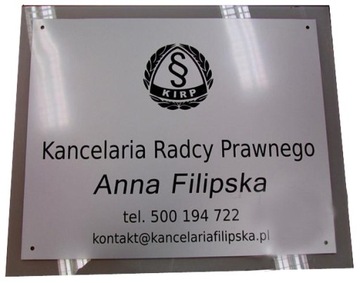 §
KIRP
Kancelaria Radcy Prawnego
Anna Filipska
tel. 500 194 722
kontakt@kancelariafilipska.pl